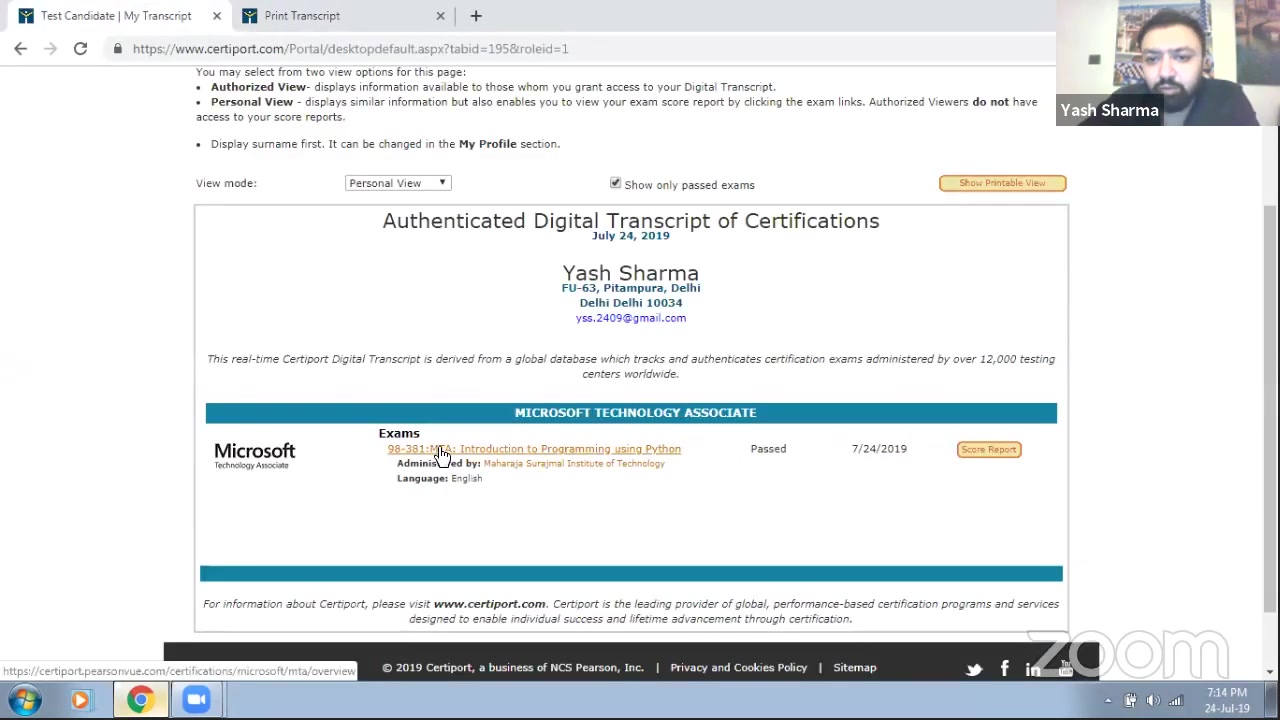 Test Candidate | My Transcript
Print Transcript
https://www.certiport.com/Portal/desktopdefault.aspx?tabid=195&roleid=1
Yash Sharma
You may select from two view options for this page:
• Authorized View- displays information available to those whom you grant access to your Digital Transcript.
• Personal View - displays similar information but also enables you to view your exam score report by clicking the exam links. Authorized Viewers do not have
access to your score reports.
• Display surname first. It can be changed in the My Profile section.
View mode:
Personal View
Show only passed exams
Show Printable View
Authenticated Digital Transcript of Certifications
July 24, 2019
Yash Sharma
FU-63, Pitampura, Delhi
Delhi Delhi 10034
yss.2409@gmail.com
This real-time Certiport Digital Transcript is derived from a global database which tracks and authenticates certification exams administered by over 12,000 testing
centers worldwide.
MICROSOFT TECHNOLOGY ASSOCIATE
Microsoft
Technology Associate
Exams
98-381:MTA: Introduction to Programming using Python
Passed
7/24/2019
Score Report
Administered by: Maharaja Surajmal Institute of Technology
Language: English
For information about Certiport, please visit www.certiport.com. Certiport is the leading provider of global, performance-based certification programs and services
designed to enable individual success and lifetime advancement through certification.
zoom
https://certiport.pearsonvue.com/certifications/microsoft/mta/overview
© 2019 Certiport, a business of NCS Pearson, Inc. | Privacy and Cookies Policy | Sitemap
7:14 PM
24-Jul-19